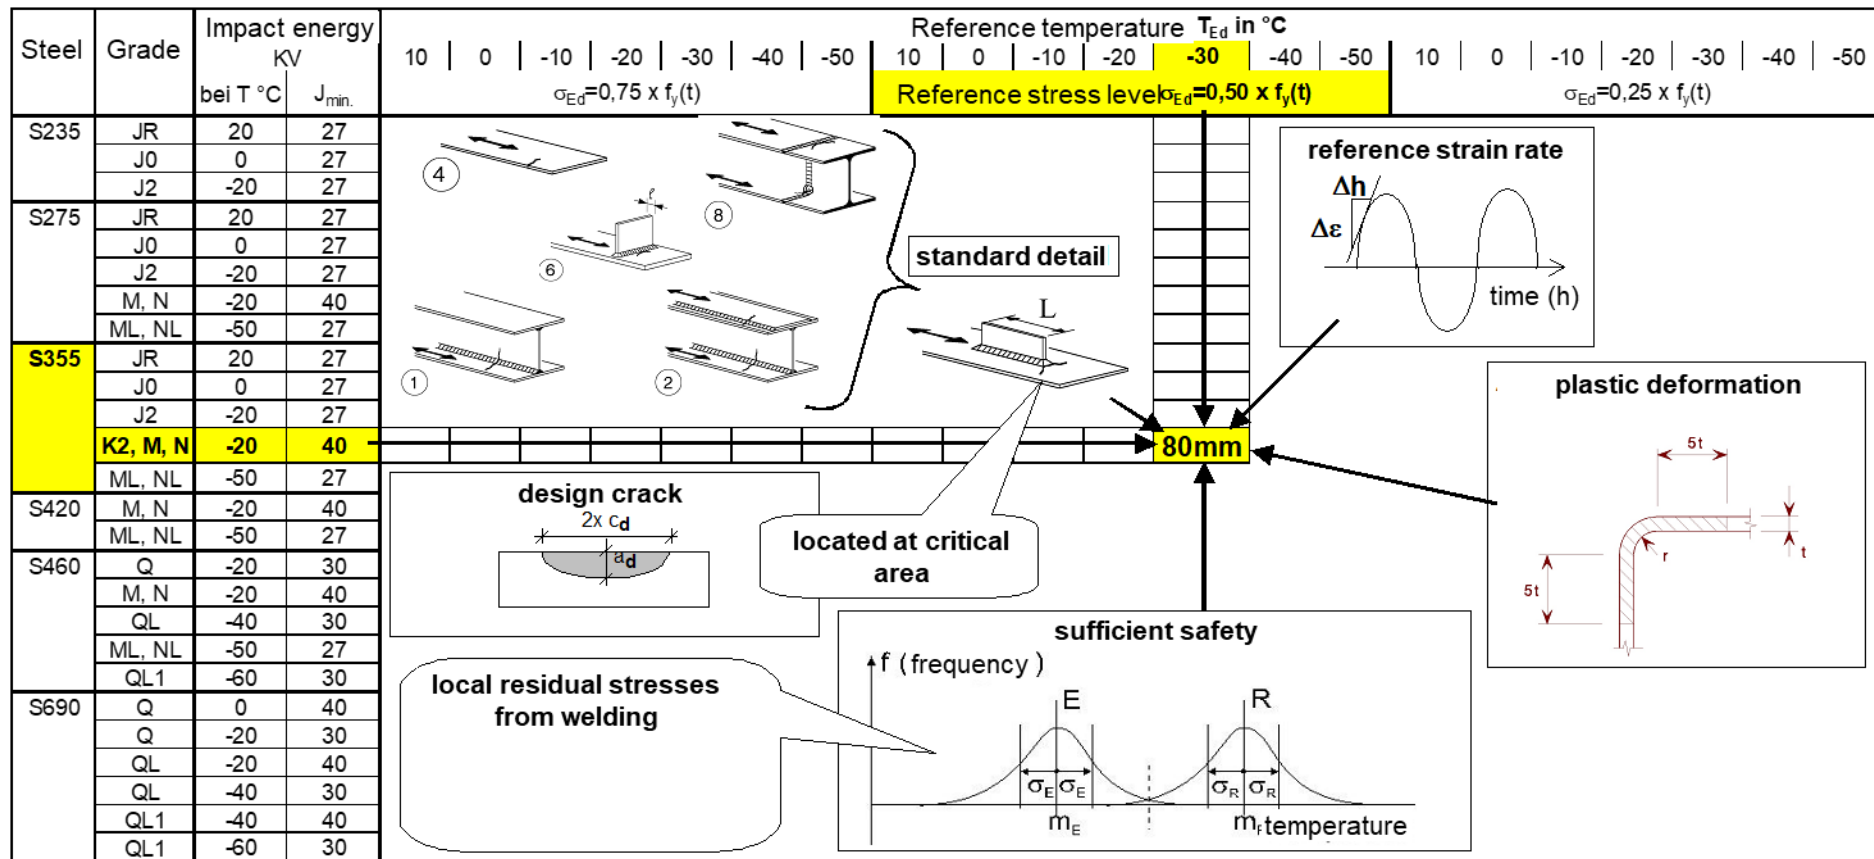 Steel Grade Impact energy KV bei T °C J min.
Reference temperature T Ed in °C
10 0 -10 -20 -30 -40 -50 10 0 -10 -20 -30 -40 -50 10 0 -10 -20 -30 -40 -50
σEd=0,75 x fy(t) Reference stress level σEd=0,50 x fy(t) σEd=0,25 x fy(t)
S235 JR 20 27
J0 0 27
J2 -20 27
S275 JR 20 27
J0 0 27
J2 -20 27
M, N -20 40
ML, NL -50 27
S355 JR 20 27
J0 0 27
J2 -20 27
K2, M, N -20 40 80mm
ML, NL -50 27
S420 M, N -20 40
ML, NL -50 27
S460 Q -20 30
M, N -20 40
QL -40 30
ML, NL -50 27
QL1 -60 30
S690 Q 0 40
Q -20 30
QL -20 40
QL -40 30
QL1 -40 40
QL1 -60 30
4
8
ℓ
6
1
2
standard detail
L
reference strain rate
Δh
Δε
time (h)
plastic deformation
5t
t
r
5t
design crack
2x cd
ad
located at critical
area
local residual stresses
from welding
sufficient safety
f (frequency )
E R
σE σE σR σR
mE temperature